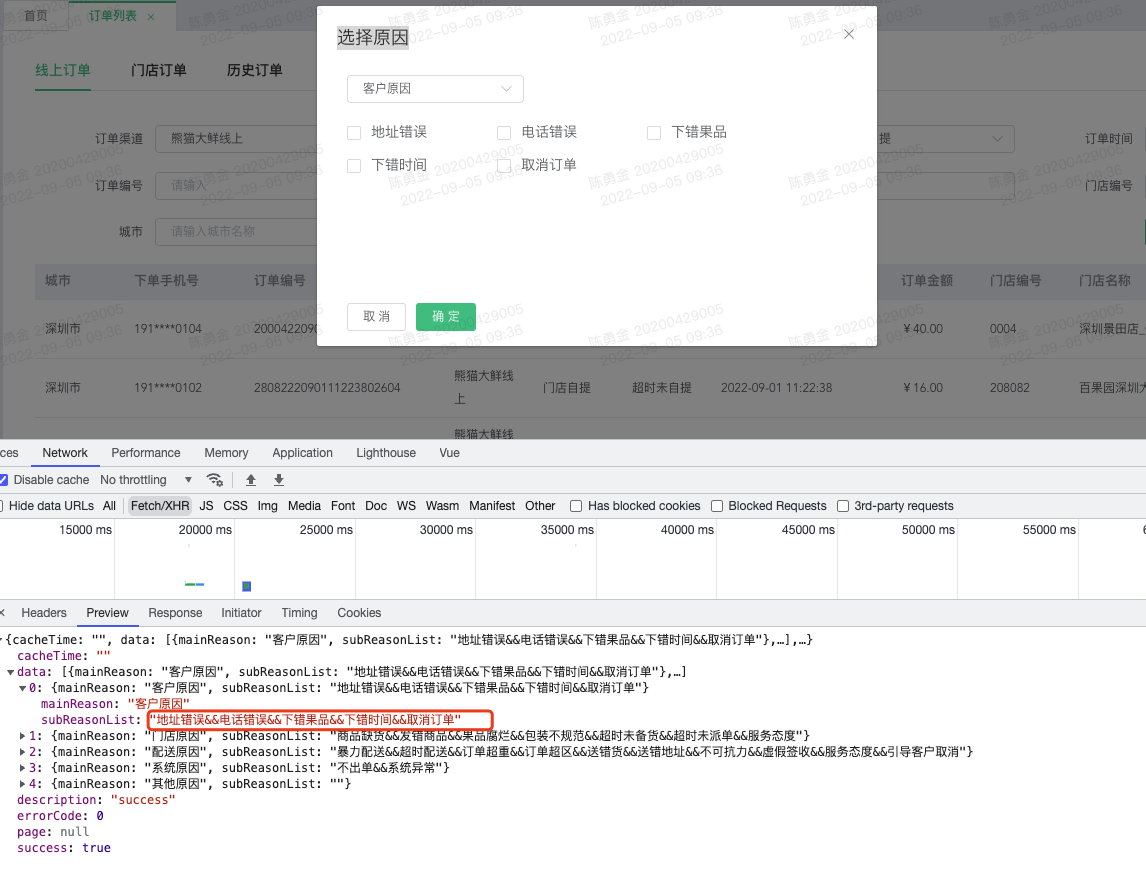 首页 订单列表 ×
选择原因
线上订单 门店订单 历史订单
客户原因
地址错误 电话错误 下错果品
下错时间 取消订单
取 消 确 定
订单渠道 熊猫大鲜线上 提 订单时间
订单编号 请输入 门店编号
城市 请输入城市名称
城市 下单手机号 订单编号 订单金额 门店编号 门店名称
深圳市 191****0104 200042209 ¥ 40.00 0004 深圳景田店_
深圳市 191****0102 2808222090111223802604 熊猫大鲜线上 门店自提 超时未自提 2022-09-01 11:22:38 ¥ 16.00 208082 百果园深圳大
熊猫大鲜线
陈勇金 20200429005
2022-09-05 09:36
ces Network Performance Memory Application Lighthouse Vue
Disable cache No throttling
Hide data URLs All Fetch/XHR JS CSS Img Media Font Doc WS Wasm Manifest Other Has blocked cookies Blocked Requests 3rd-party requests
15000 ms 20000 ms 25000 ms 30000 ms 35000 ms 40000 ms 45000 ms 50000 ms 55000 ms 6
× Headers Preview Response Initiator Timing Cookies
{cacheTime: "", data: [{mainReason: "客户原因", subReasonList: "地址错误&&电话错误&&下错果品&&下错时间&&取消订单"},…],…}
cacheTime: ""
data: [{mainReason: "客户原因", subReasonList: "地址错误&&电话错误&&下错果品&&下错时间&&取消订单"},…]
0: {mainReason: "客户原因", subReasonList: "地址错误&&电话错误&&下错果品&&下错时间&&取消订单"}
mainReason: "客户原因"
subReasonList: "地址错误&&电话错误&&下错果品&&下错时间&&取消订单"
1: {mainReason: "门店原因", subReasonList: "商品缺货&&发错商品&&果品腐烂&&包装不规范&&超时未备货&&超时未派单&&服务态度"}
2: {mainReason: "配送原因", subReasonList: "暴力配送&&超时配送&&订单超重&&订单超区&&送错货&&送错地址&&不可抗力&&虚假签收&&服务态度&&引导客户取消"}
3: {mainReason: "系统原因", subReasonList: "不出单&&系统异常"}
4: {mainReason: "其他原因", subReasonList: ""}
description: "success"
errorCode: 0
page: null
success: true